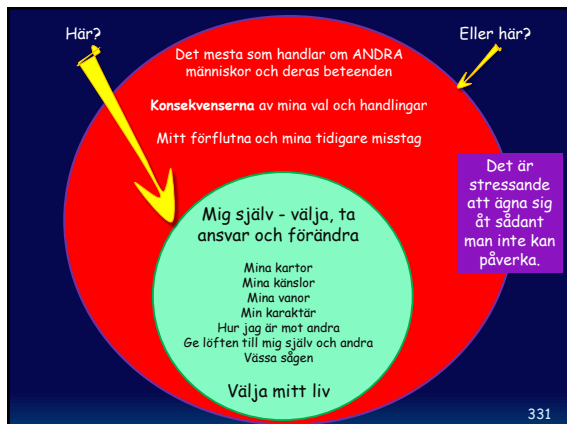 Här?
Eller här?
Det mesta som handlar om ANDRA
människor och deras beteenden
Konsekvenserna av mina val och handlingar
Mitt förflutna och mina tidigare misstag
Det är
stressande
att ägna sig
åt sådant
man inte kan
påverka.
Mig själv - välja, ta
ansvar och förändra
Mina kartor
Mina känslor
Mina vanor
Min karaktär
Hur jag är mot andra
Ge löften till mig själv och andra
Vässa sågen
Välja mitt liv
331